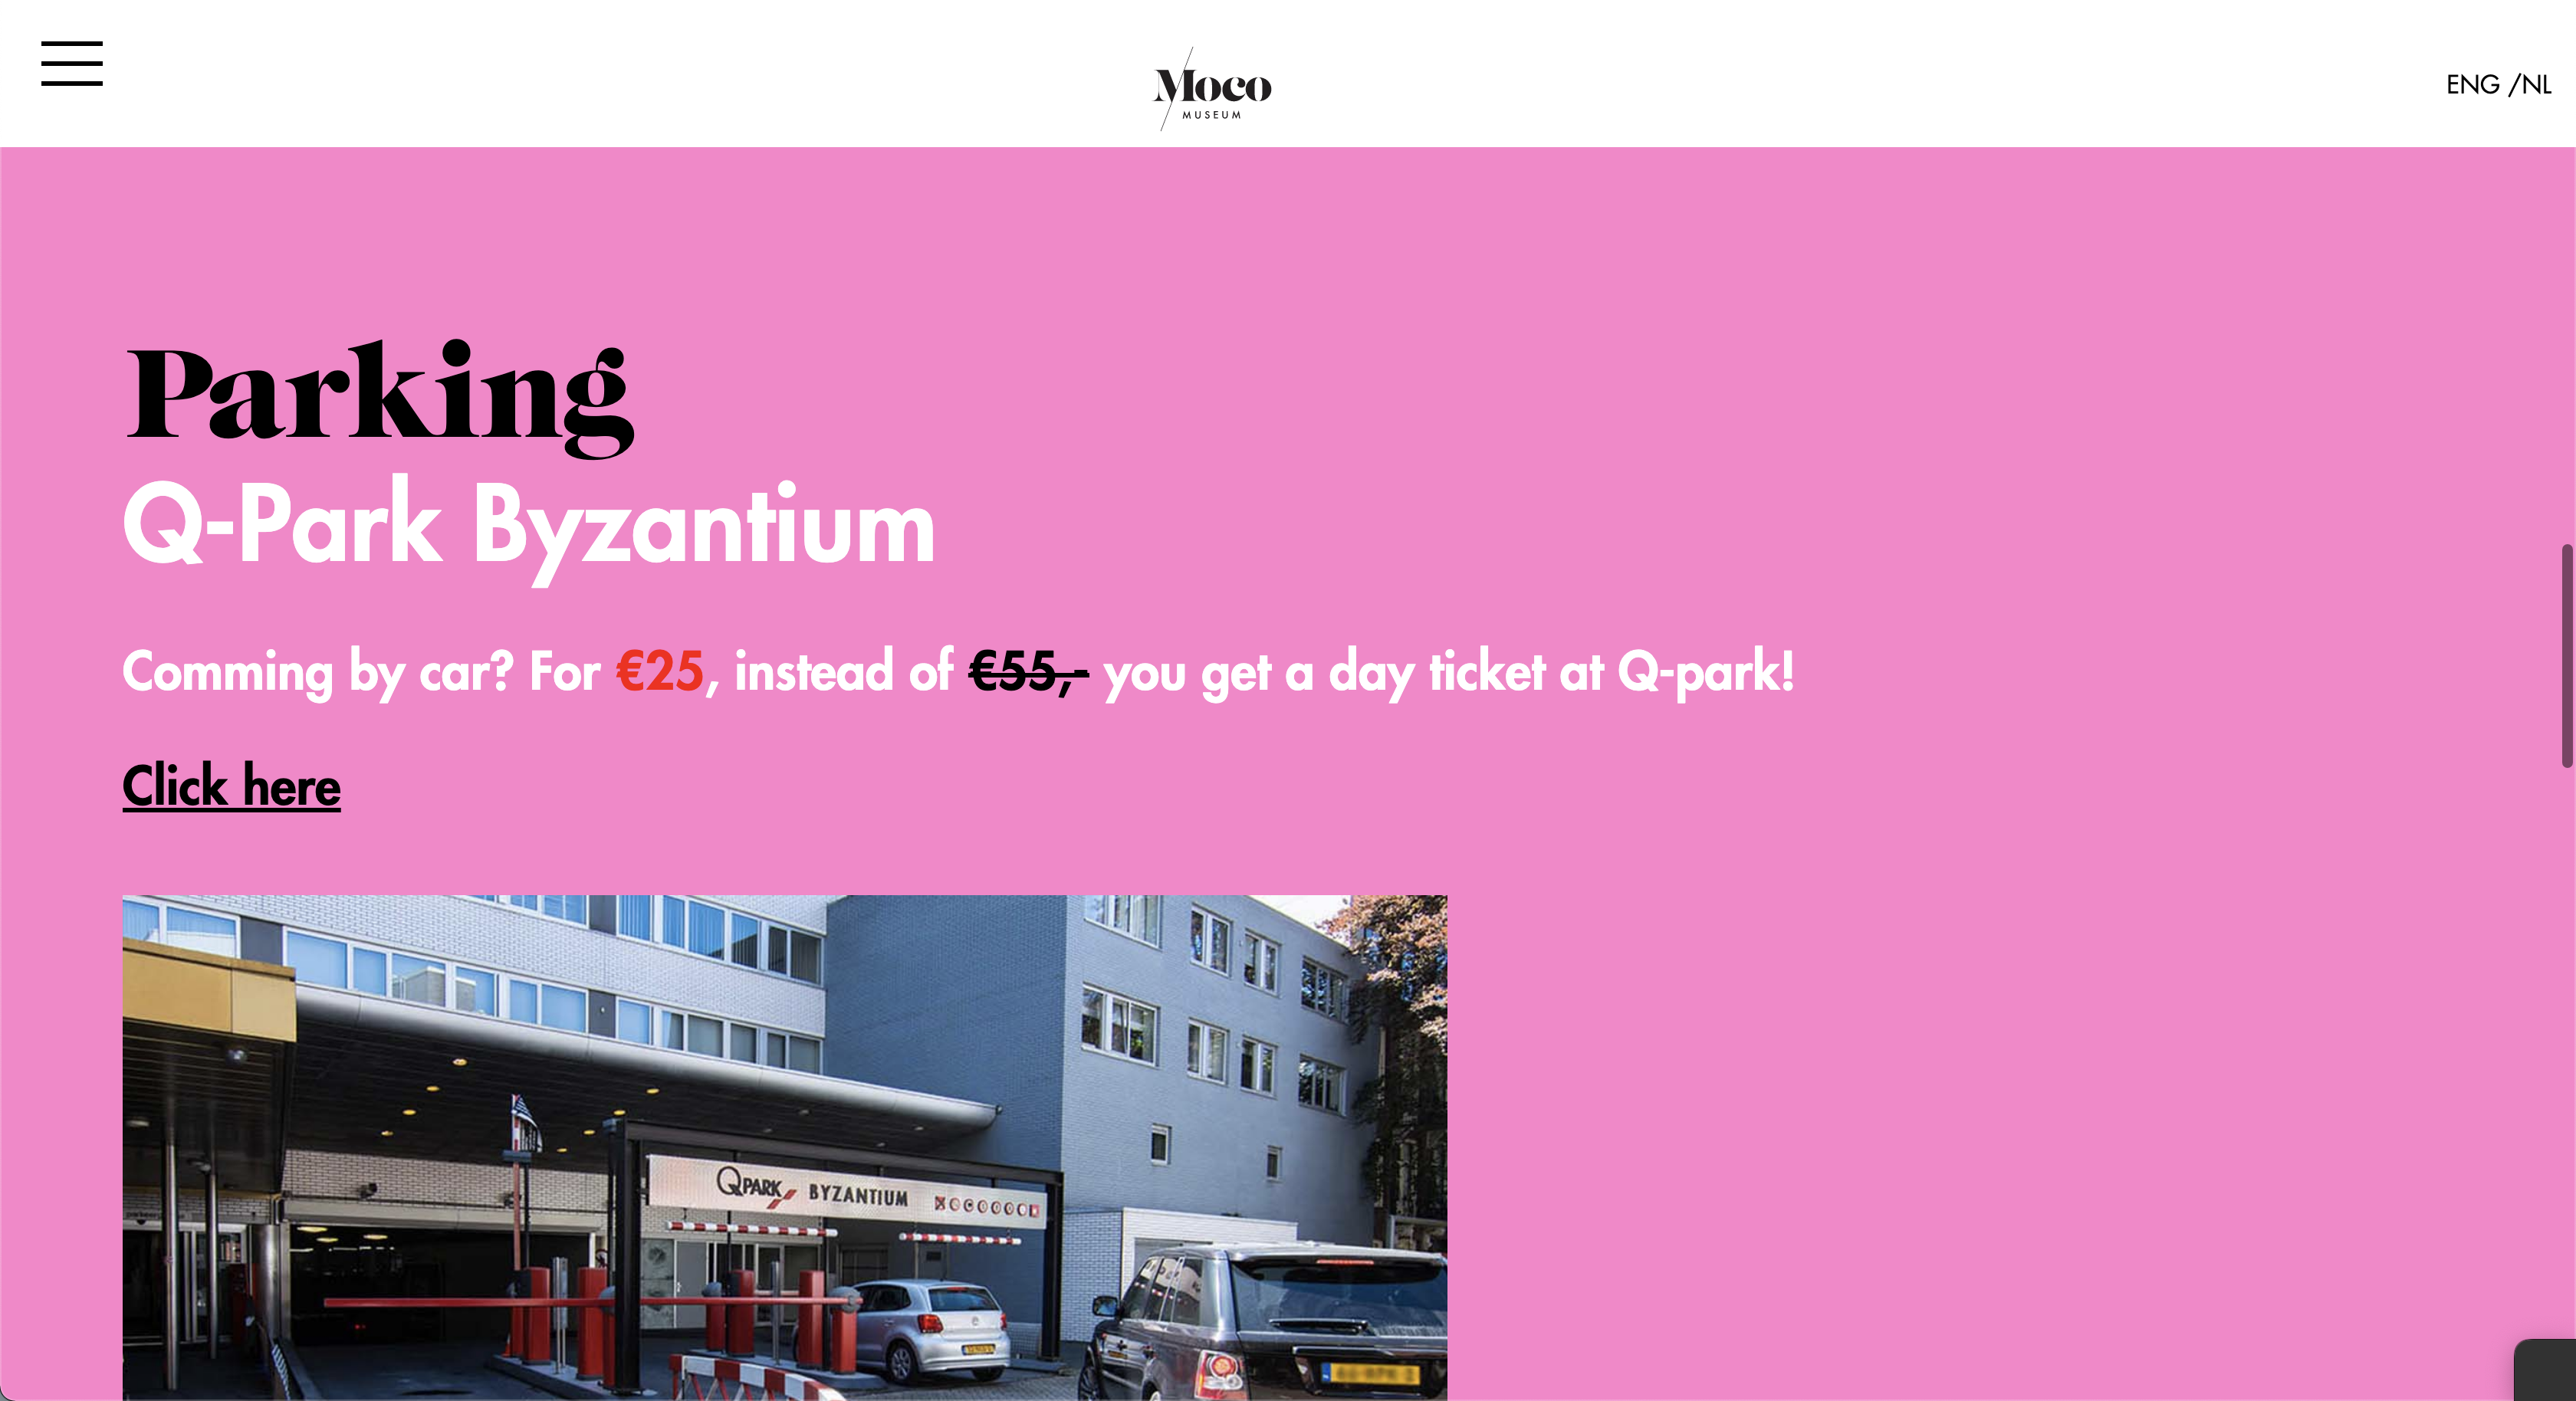 Moco
MUSEUM
ENG /NL
Parking
Q-Park Byzantium
Comming by car? For €25, instead of €55,- you get a day ticket at Q-park!
Click here
QPARK BYZANTIUM